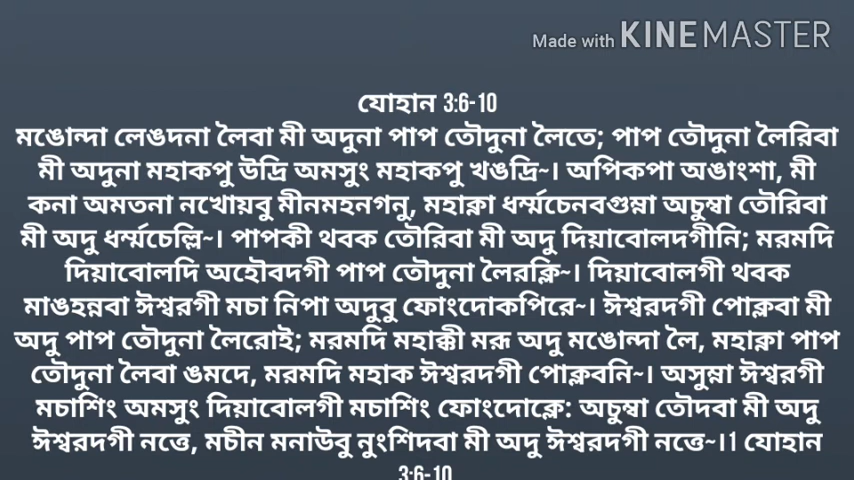 Made with KINEMASTER
যোহান 3:6-10
মঙোন্দা লেঙদনা লৈবা মী অদুনা পাপ তৌদুনা লৈতে; পাপ তৌদুনা লৈরিবা
মী অদুনা মহাকপু উদ্রি অমসুং মহাকপু খঙদ্রি~। অপিকপা অঙাংশা, মী
কনা অমতনা নখোয়বু মীনমহনগনু, মহাক্না ধর্ম্মচেনবগুম্না অচুম্বা তৌরিবা
মী অদু ধর্ম্মচেল্লি~। পাপকী থবক তৌরিবা মী অদু দিয়াবোলদগীনি; মরমদি
দিয়াবোলদি অহৌবদগী পাপ তৌদুনা লৈরক্লি~। দিয়াবোলগী থবক
মাঙহন্নবা ঈশ্বরগী মচা নিপা অদুবু ফোংদোকপিরে~। ঈশ্বরদগী পোক্লবা মী
অদু পাপ তৌদুনা লৈরোই; মরমদি মহাক্কী মরূ অদু মঙোন্দা লৈ, মহাক্না পাপ
তৌদুনা লৈবা ঙমদে, মরমদি মহাক ঈশ্বরদগী পোক্লবনি~। অসুম্না ঈশ্বরগী
মচাশিং অমসুং দিয়াবোলগী মচাশিং ফোংদোক্লে: অচুম্বা তৌদবা মী অদু
ঈশ্বরদগী নত্তে, মচীন মনাউবু নুংশিদবা মী অদু ঈশ্বরদগী নত্তে~।1 যোহান
3:6-10